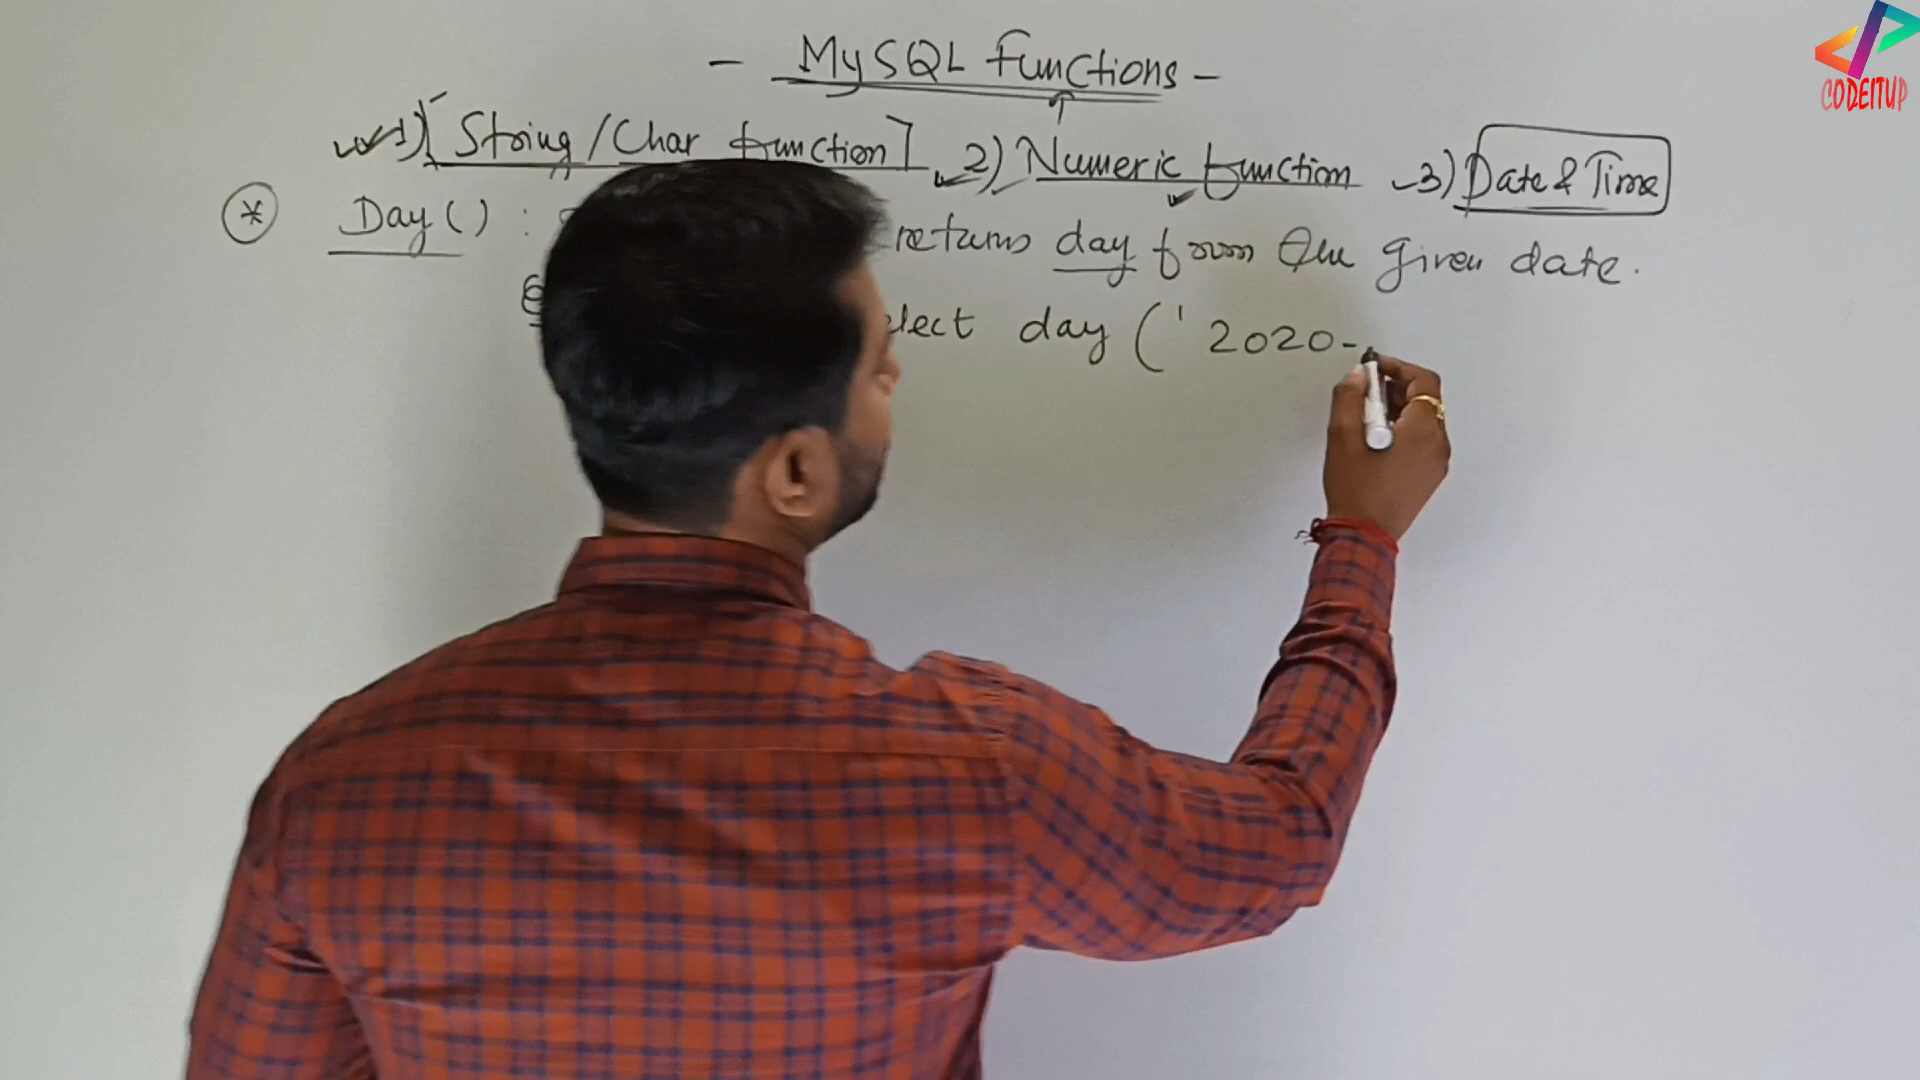 - MySQL Functions -
1) [String/Char function] 2) Numeric function 3) Date & Time
* Day() : returns day from the given date.
day (' 2020-
CODEITUP